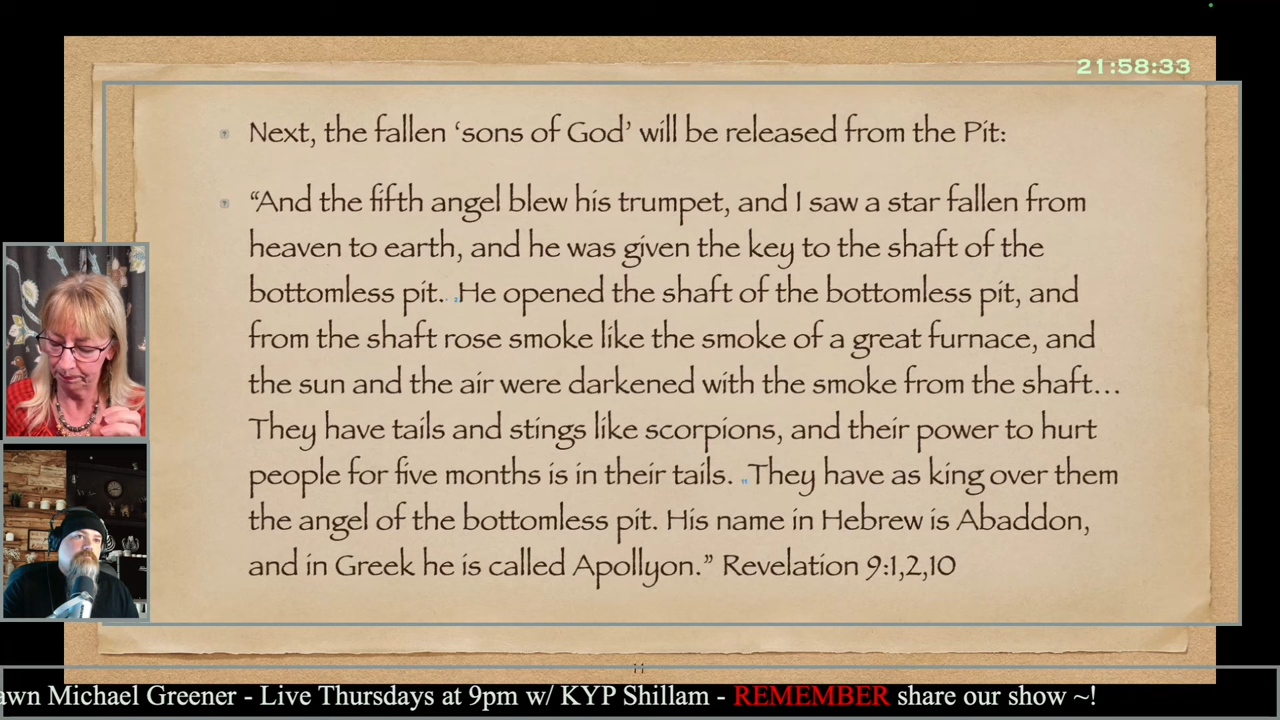 21:58:33
Next, the fallen ‘sons of God’ will be released from the Pit:
“And the fifth angel blew his trumpet, and I saw a star fallen from
heaven to earth, and he was given the key to the shaft of the
bottomless pit. 2 He opened the shaft of the bottomless pit, and
from the shaft rose smoke like the smoke of a great furnace, and
the sun and the air were darkened with the smoke from the shaft…
They have tails and stings like scorpions, and their power to hurt
people for five months is in their tails. 11 They have as king over them
the angel of the bottomless pit. His name in Hebrew is Abaddon,
and in Greek he is called Apollyon.” Revelation 9:1,2,10
awn Michael Greener - Live Thursdays at 9pm w/ KYP Shillam - REMEMBER share our show ~!